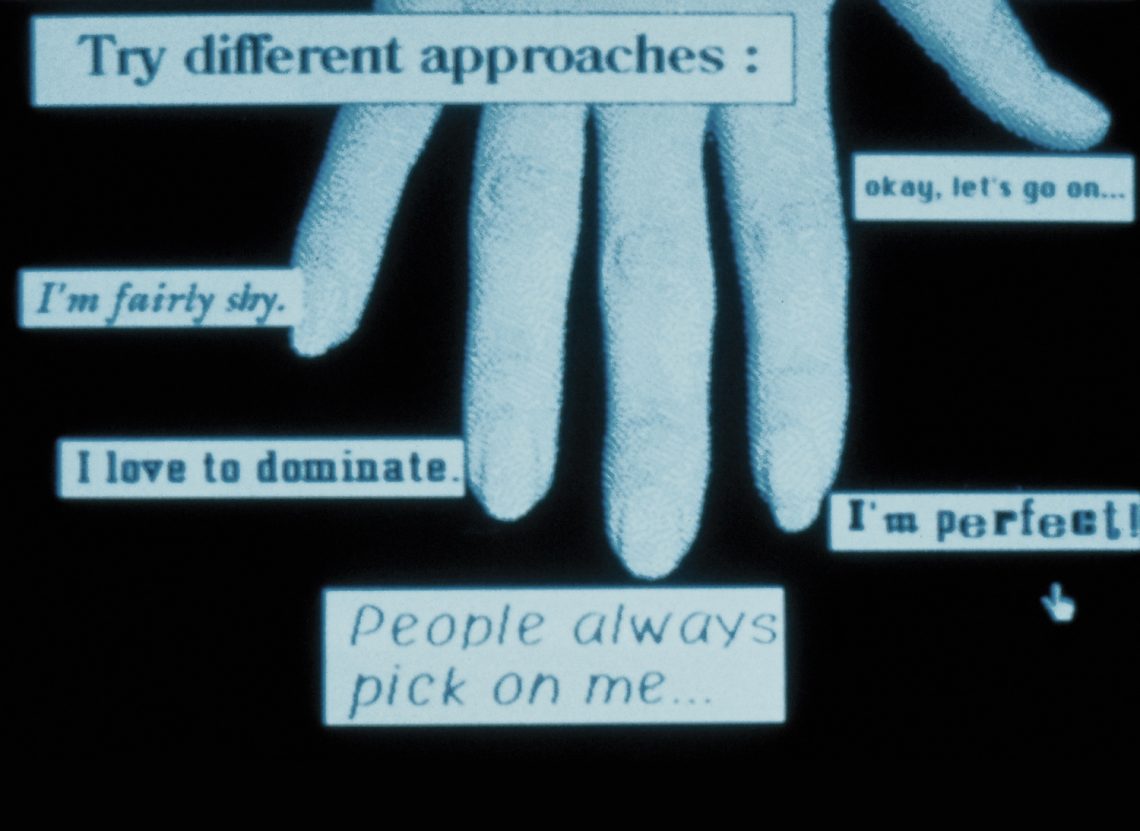 Try different approaches :
okay, let's go on...
I'm fairly shy.
I love to dominate.
I'm perfect!
People always
pick on me...